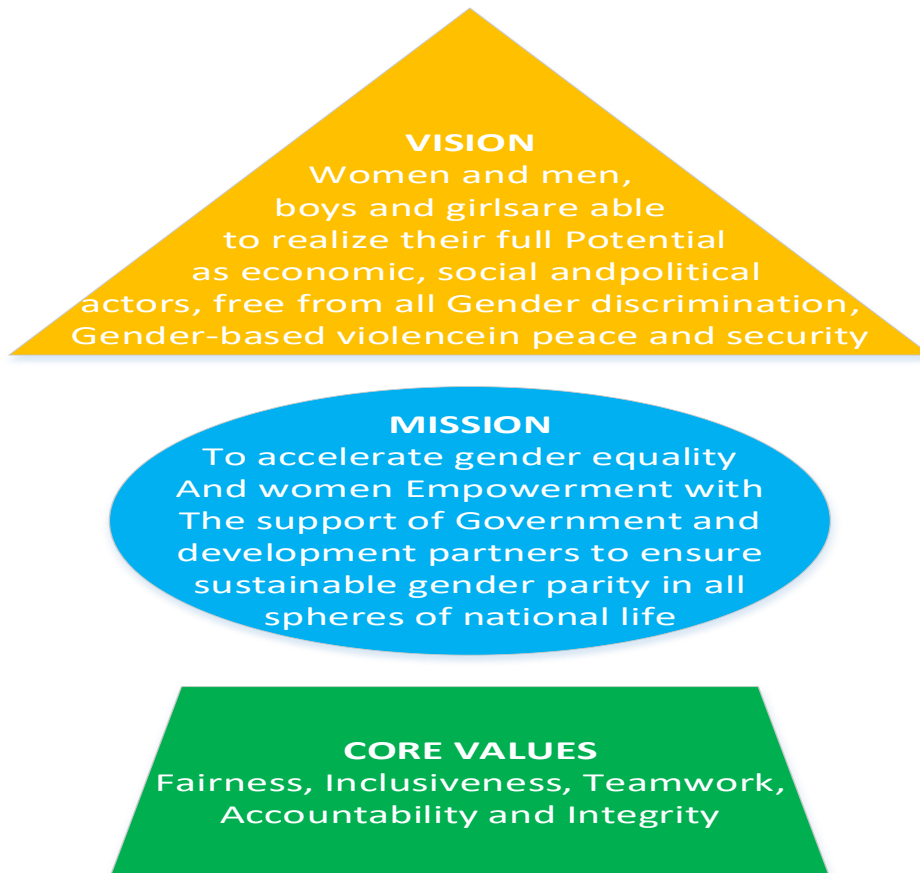 VISION
Women and men,
boys and girlsare able
to realize their full Potential
as economic, social andpolitical
actors, free from all Gender discrimination,
Gender-based violencein peace and security
MISSION
To accelerate gender equality
And women Empowerment with
The support of Government and
development partners to ensure
sustainable gender parity in all
spheres of national life
CORE VALUES
Fairness, Inclusiveness, Teamwork,
Accountability and Integrity